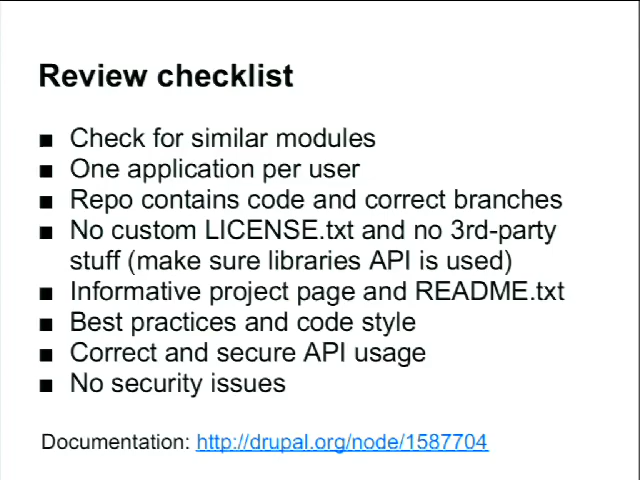 Review checklist
■ Check for similar modules
■ One application per user
■ Repo contains code and correct branches
■ No custom LICENSE.txt and no 3rd-party
stuff (make sure libraries API is used)
■ Informative project page and README.txt
■ Best practices and code style
■ Correct and secure API usage
■ No security issues
Documentation: http://drupal.org/node/1587704